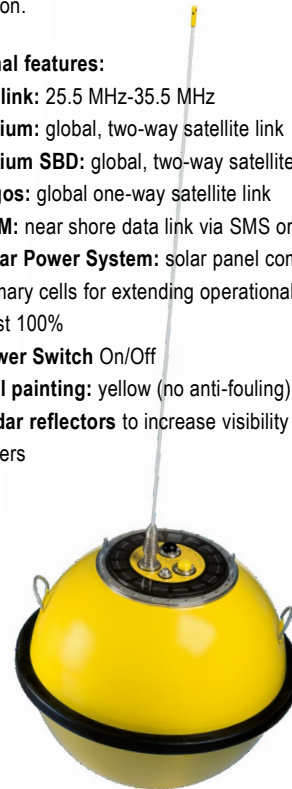 on.
nal features:
link: 25.5 MHz-35.5 MHz
ium: global, two-way satellite link
ium SBD: global, two-way satellite
gos: global one-way satellite link
M: near shore data link via SMS or
ar Power System: solar panel con
mary cells for extending operational
st 100%
wer Switch On/Off
l painting: yellow (no anti-fouling)
dar reflectors to increase visibility
ers